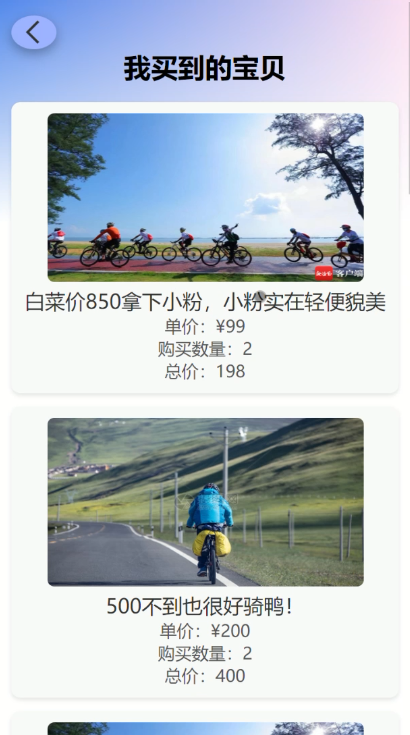 我买到的宝贝
客户端
白菜价850拿下小粉，小粉实在轻便貌美
单价：¥99
购买数量：2
总价：198
500不到也很好骑鸭！
单价：¥200
购买数量：2
总价：400